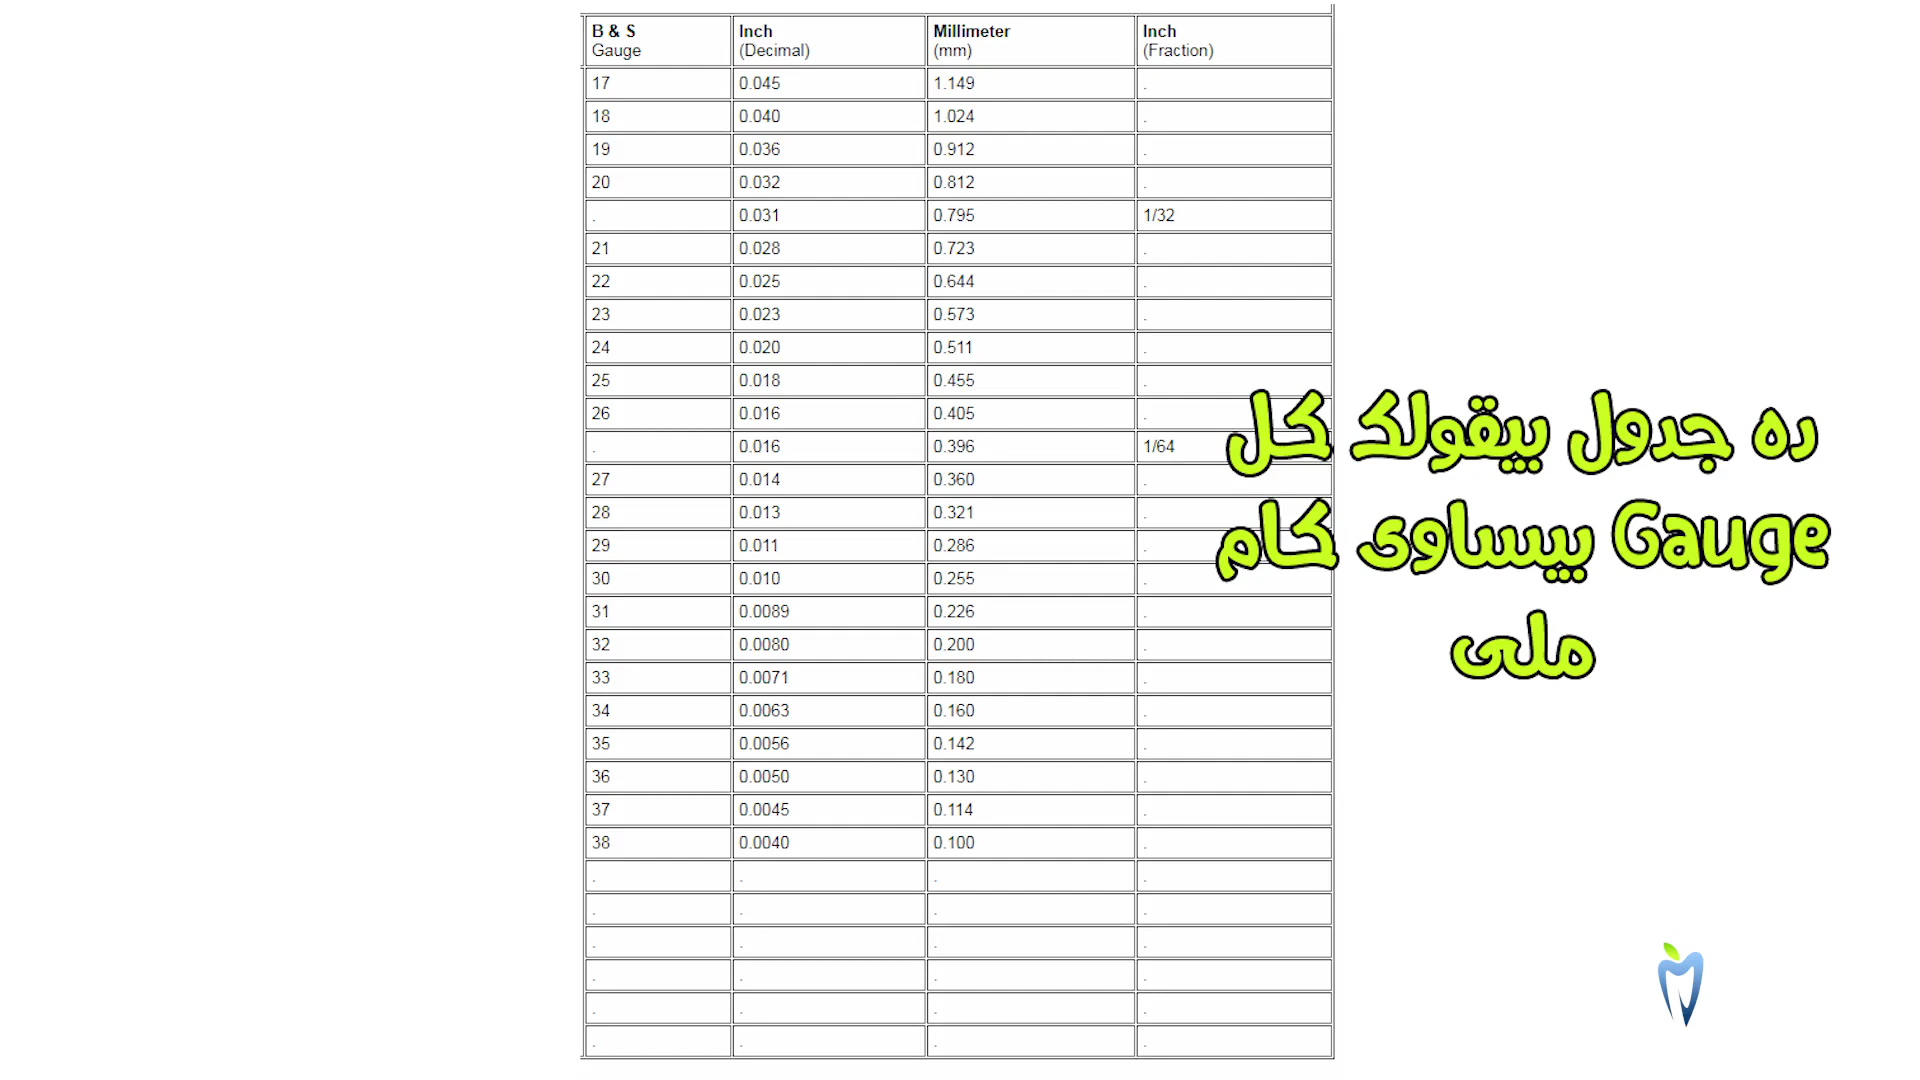 B & S Gauge | Inch (Decimal) | Millimeter (mm) | Inch (Fraction)
17 | 0.045 | 1.149 | .
18 | 0.040 | 1.024 | .
19 | 0.036 | 0.912 | .
20 | 0.032 | 0.812 | .
. | 0.031 | 0.795 | 1/32
21 | 0.028 | 0.723 | .
22 | 0.025 | 0.644 | .
23 | 0.023 | 0.573 | .
24 | 0.020 | 0.511 | .
25 | 0.018 | 0.455 | .
26 | 0.016 | 0.405 | .
. | 0.016 | 0.396 | 1/64
27 | 0.014 | 0.360 | .
28 | 0.013 | 0.321 | .
29 | 0.011 | 0.286 | .
30 | 0.010 | 0.255 | .
31 | 0.0089 | 0.226 | .
32 | 0.0080 | 0.200 | .
33 | 0.0071 | 0.180 | .
34 | 0.0063 | 0.160 | .
35 | 0.0056 | 0.142 | .
36 | 0.0050 | 0.130 | .
37 | 0.0045 | 0.114 | .
38 | 0.0040 | 0.100 | .
. | . | . | .
. | . | . | .
. | . | . | .
. | . | . | .
. | . | . | .
. | . | . | .
ده جدول بيقولك كل
Gauge بيساوى كام
ملى